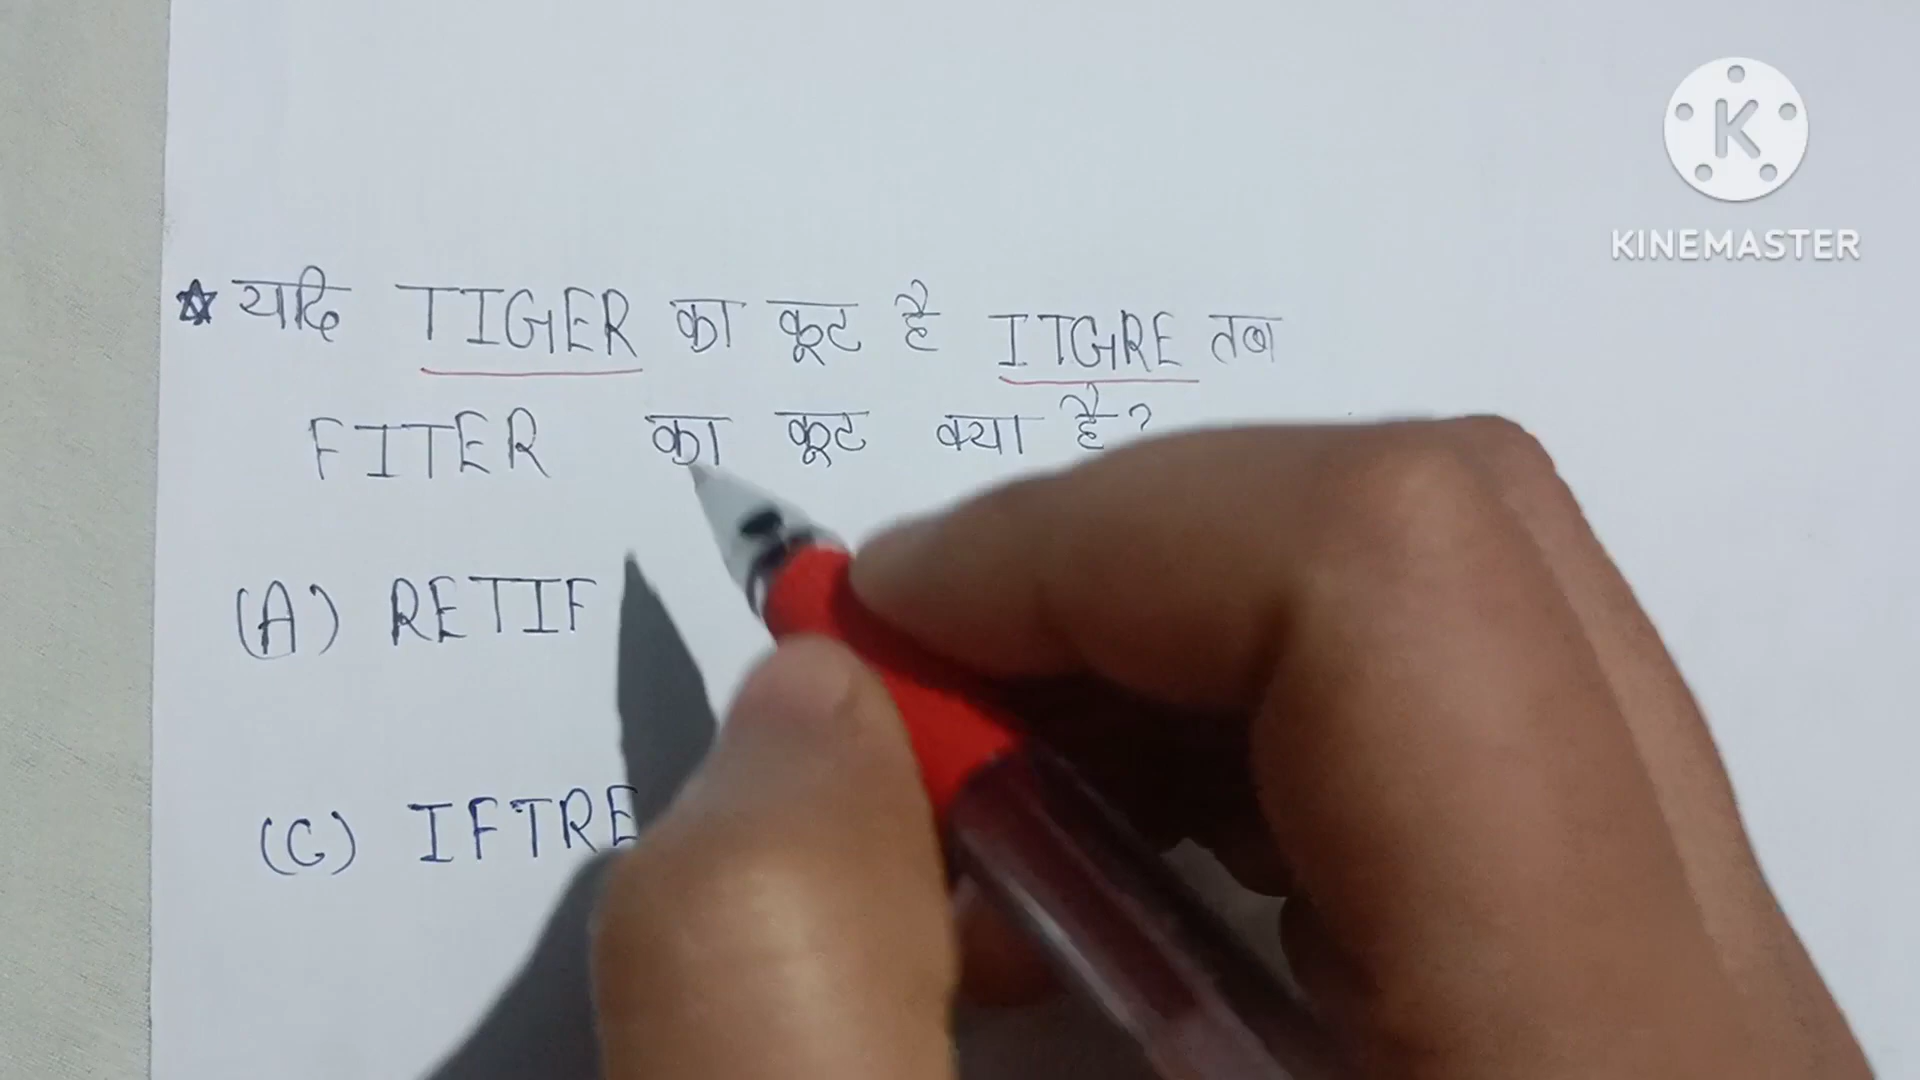 KINEMASTER
☆ यदि TIGER का कूट है ITGRE तब
FITER का कूट क्या है?
(A) RETIF
(C) IFTRE